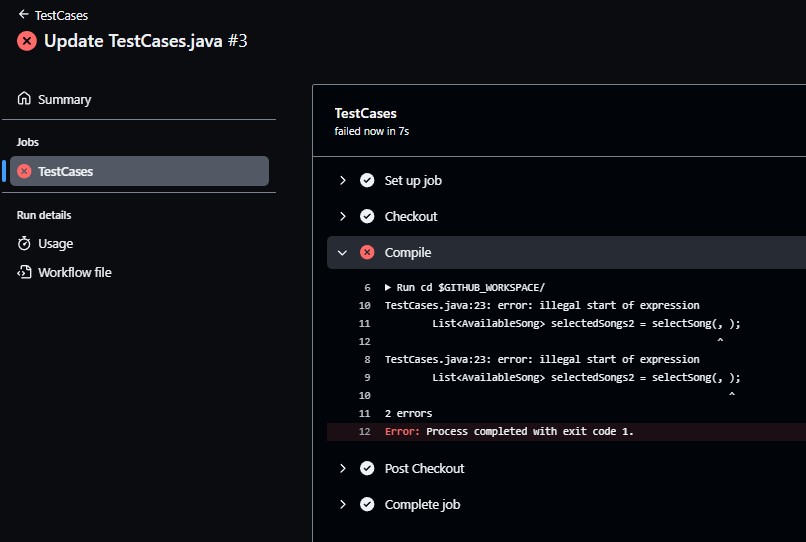 ← TestCases
Update TestCases.java #3
Summary
Jobs
TestCases
Run details
Usage
Workflow file
TestCases
failed now in 7s
Set up job
Checkout
Compile
6 ▶ Run cd $GITHUB_WORKSPACE/
10 TestCases.java:23: error: illegal start of expression
11         List<AvailableSong> selectedSongs2 = selectSong(, );
12                                                         ^
8 TestCases.java:23: error: illegal start of expression
9         List<AvailableSong> selectedSongs2 = selectSong(, );
10                                                           ^
11 2 errors
12 Error: Process completed with exit code 1.
Post Checkout
Complete job